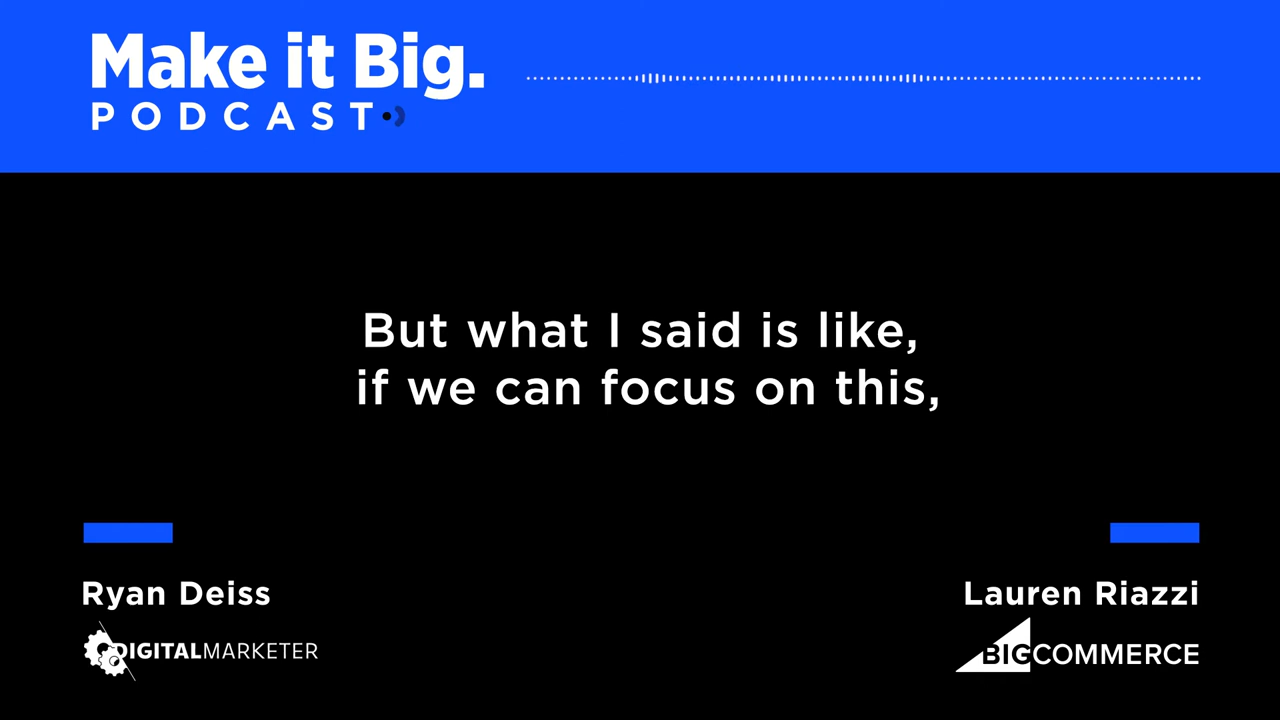 Make it Big.
PODCAST
But what I said is like,
if we can focus on this,
Ryan Deiss
Lauren Riazzi
DIGITALMARKETER
BIGCOMMERCE